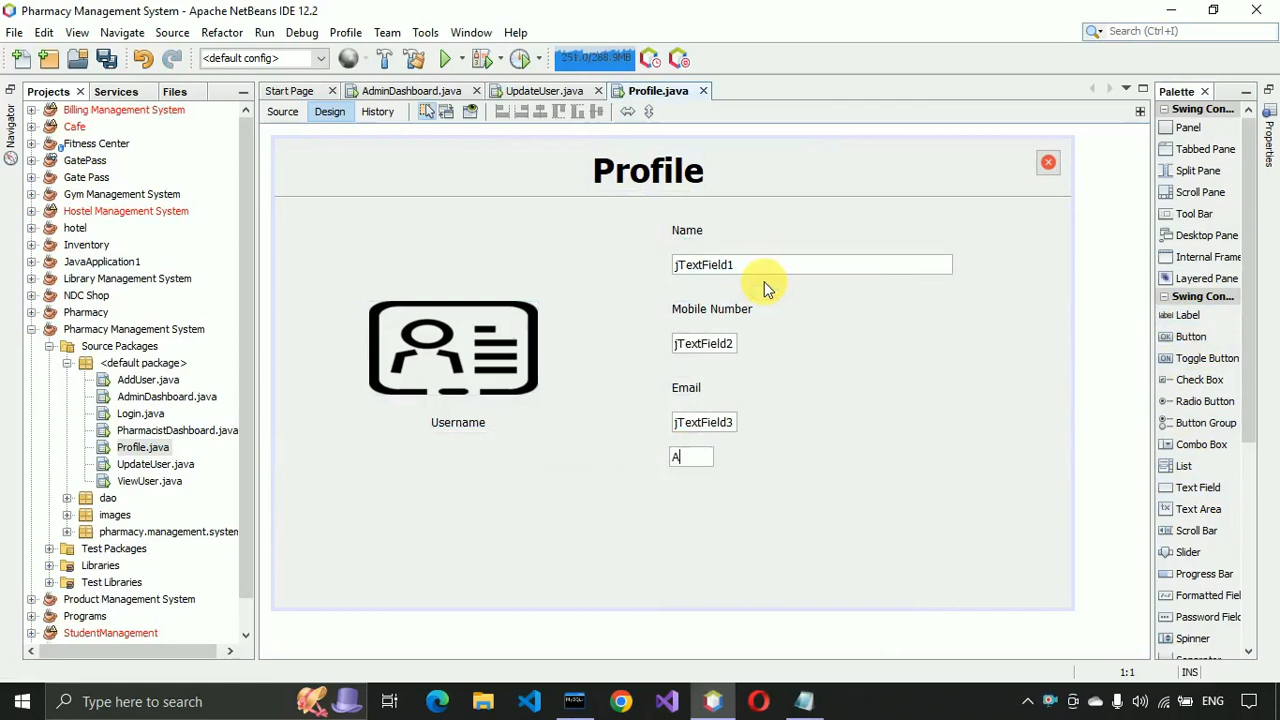 Pharmacy Management System - Apache NetBeans IDE 12.2
File Edit View Navigate Source Refactor Run Debug Profile Team Tools Window Help
Search (Ctrl+I)
<default config>
251.0/288.9MB
Projects Services Files
Start Page AdminDashboard.java UpdateUser.java Profile.java
Palette
Source Design History
Navigator
Properties
Billing Management System
Cafe
Fitness Center
GatePass
Gate Pass
Gym Management System
Hostel Management System
hotel
Inventory
JavaApplication1
Library Management System
NDC Shop
Pharmacy
Pharmacy Management System
Source Packages
<default package>
AddUser.java
AdminDashboard.java
Login.java
PharmacistDashboard.java
Profile.java
UpdateUser.java
ViewUser.java
dao
images
pharmacy.management.system
Test Packages
Libraries
Test Libraries
Product Management System
Programs
StudentManagement
Profile
Name
jTextField1
Mobile Number
jTextField2
Email
jTextField3
A
Username
Swing Con...
Panel
Tabbed Pane
Split Pane
Scroll Pane
Tool Bar
Desktop Pane
Internal Frame
Layered Pane
Swing Con...
Label
Button
Toggle Button
Check Box
Radio Button
Button Group
Combo Box
List
Text Field
Text Area
Scroll Bar
Slider
Progress Bar
Formatted Fiel
Password Field
Spinner
1:1 INS
Type here to search
ENG